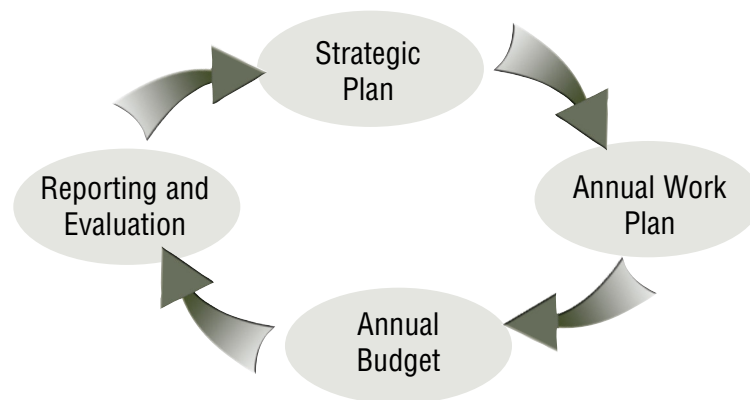 Strategic
Plan
Annual Work
Plan
Annual
Budget
Reporting and
Evaluation